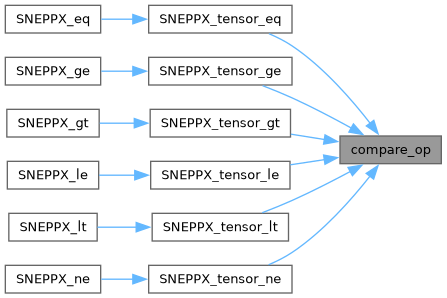 SNEPPX_eq
SNEPPX_tensor_eq
SNEPPX_ge
SNEPPX_tensor_ge
SNEPPX_gt
SNEPPX_tensor_gt
compare_op
SNEPPX_le
SNEPPX_tensor_le
SNEPPX_lt
SNEPPX_tensor_lt
SNEPPX_ne
SNEPPX_tensor_ne